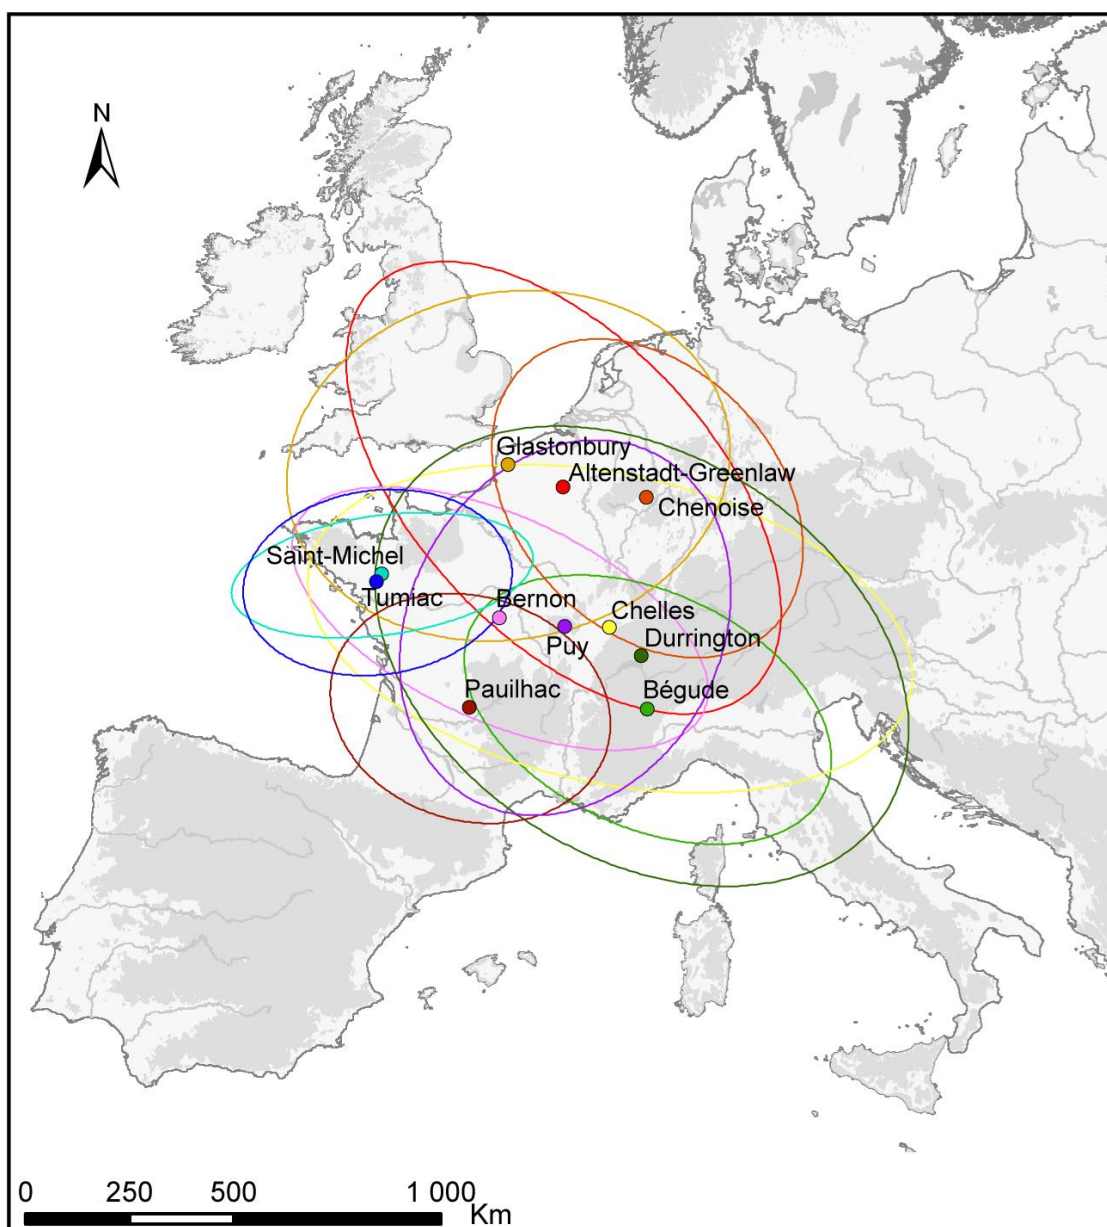 N
Glastonbury
Altenstadt-Greenlaw
Chenoise
Saint-Michel
Tumiac
Bernon
Chelles
Puy
Durrington
Pauilhac
Bégude
0 250 500 1 000
Km